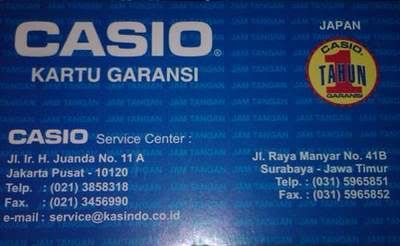 CASIO®
KARTU GARANSI
JAPAN
CASIO
1
TAHUN
GARANSI
CASIO Service Center :
Jl. Ir. H. Juanda No. 11 A
Jakarta Pusat - 10120
Telp. : (021) 3858318
Fax. : (021) 3456990
e-mail : service@kasindo.co.id
Jl. Raya Manyar No. 41B
Surabaya - Jawa Timur
Telp. : (031) 5965851
Fax. : (031) 5965852
JAM TANGAN